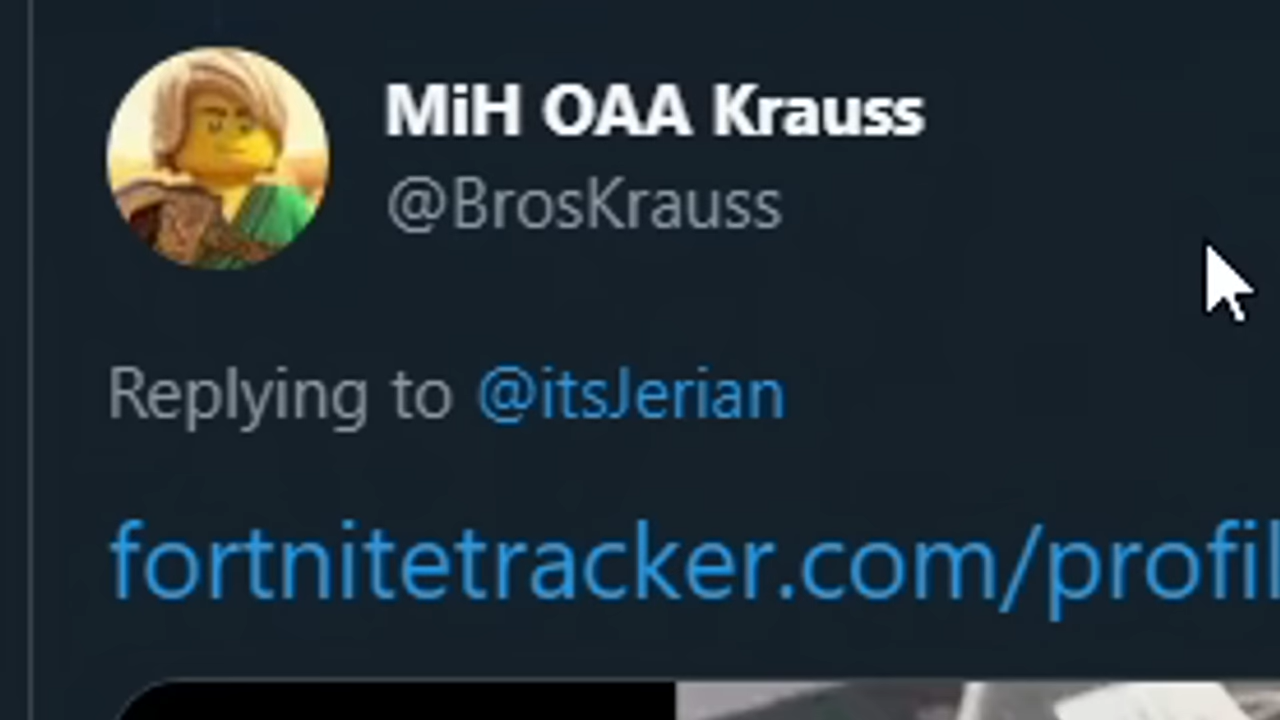 MiH OAA Krauss
@BrosKrauss
Replying to @itsJerian
fortnitetracker.com/profil